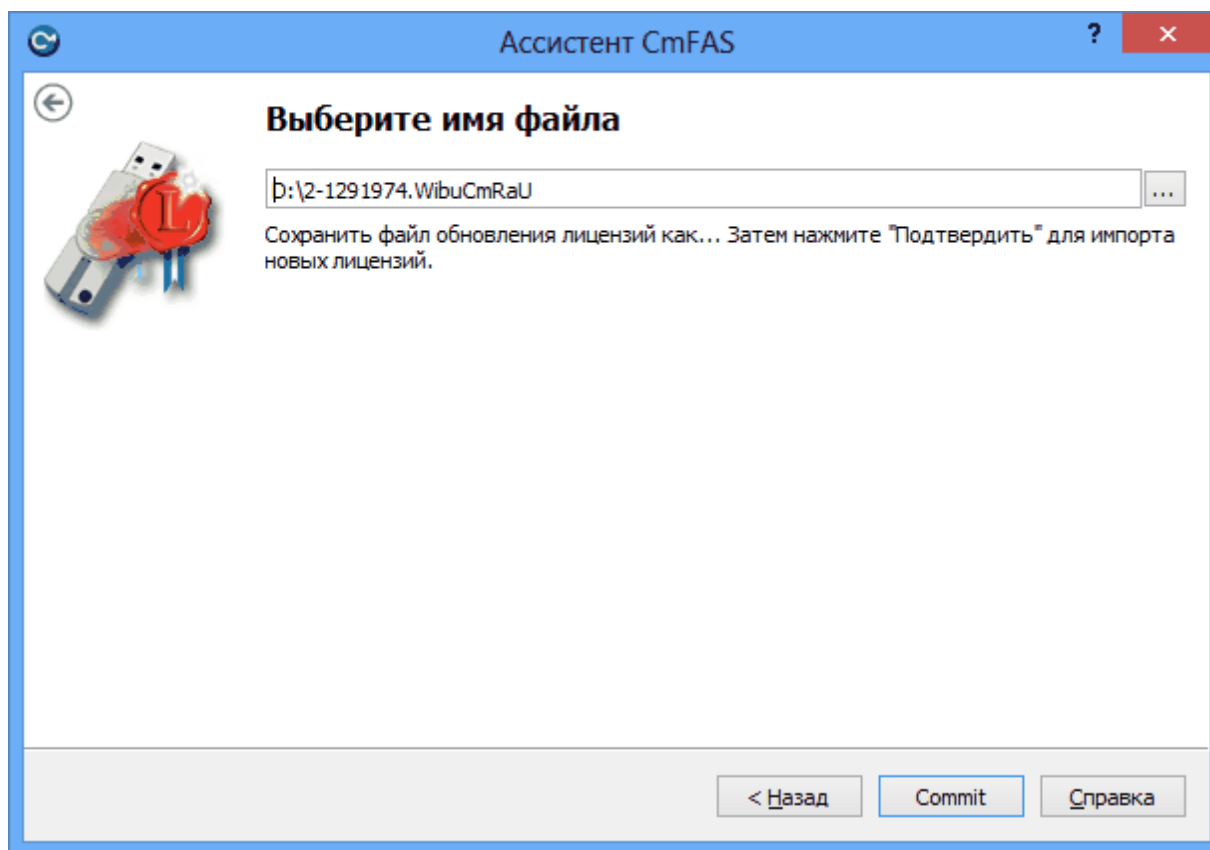 Ассистент CmFAS
?
Выберите имя файла
D:\2-1291974.WibuCmRaU
...
Сохранить файл обновления лицензий как... Затем нажмите "Подтвердить" для импорта
новых лицензий.
L
< Назад
Commit
Справка